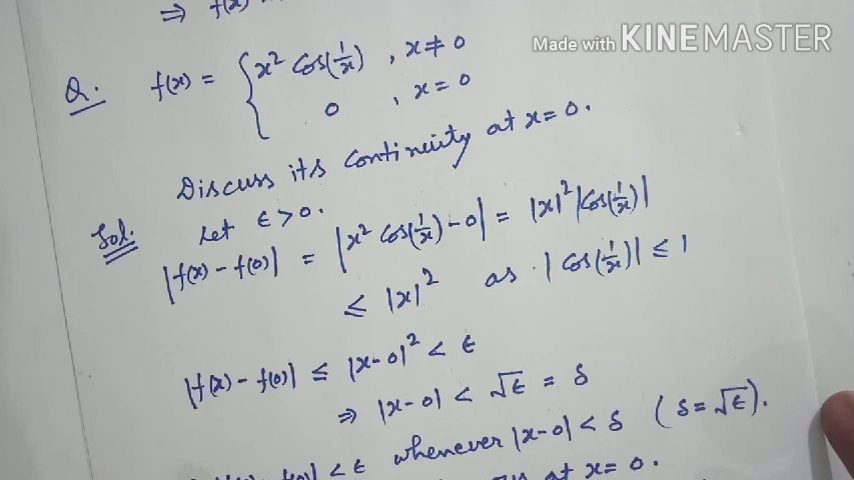 ⇒ f(x)
Made with KINEMASTER
Q. f(x) = { x² Cos(1/x) , x ≠ 0
0 , x = 0
Discuss its continuity at x = 0.
Sol. Let ϵ > 0.
|f(x) - f(0)| = |x² Cos(1/x) - 0| = |x|² |Cos(1/x)|
≤ |x|² as |Cos(1/x)| ≤ 1
|f(x) - f(0)| ≤ |x-0|² < ϵ
⇒ |x-0| < √ϵ = δ
| < ϵ whenever |x-0| < δ (δ = √ϵ).
at x = 0.